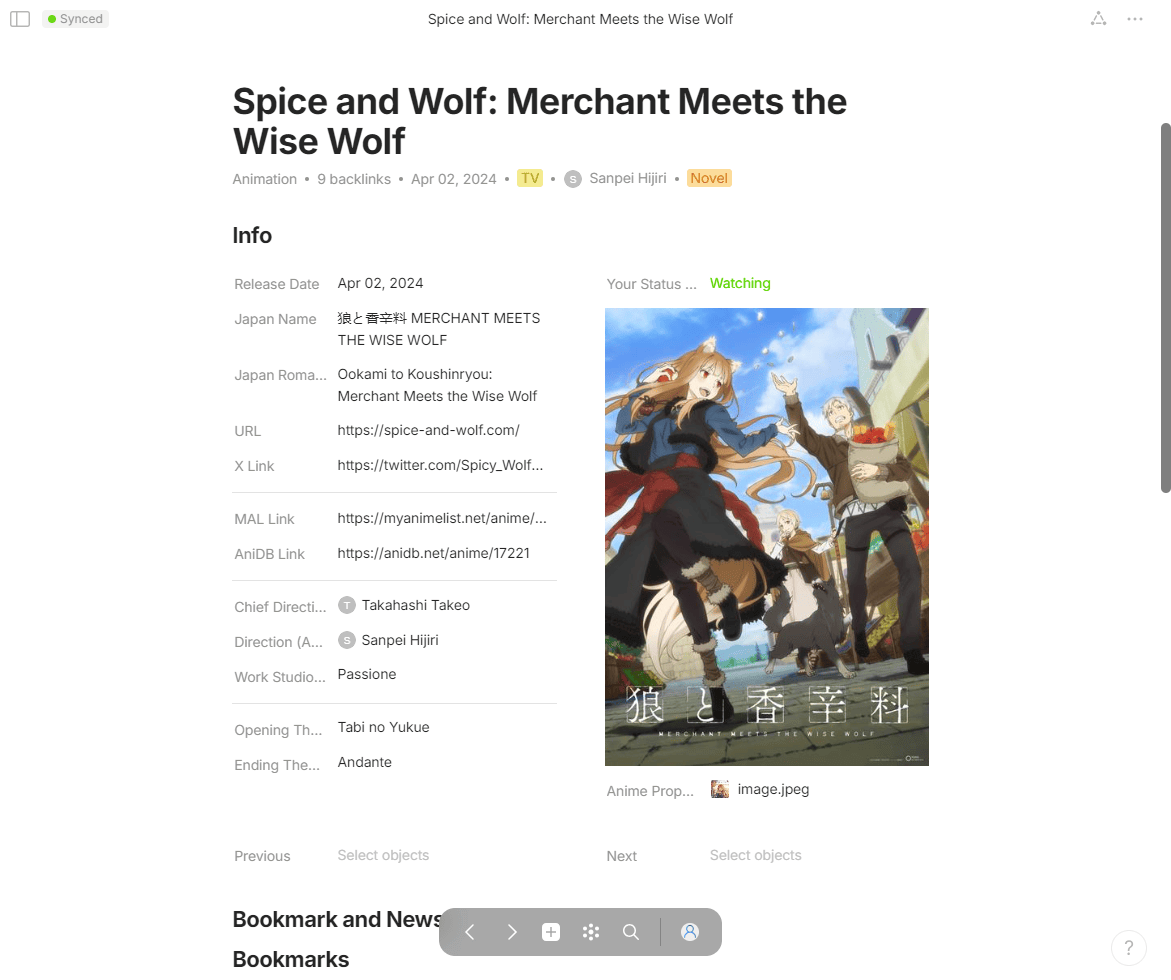 Synced
Spice and Wolf: Merchant Meets the Wise Wolf
Spice and Wolf: Merchant Meets the
Wise Wolf
Animation • 9 backlinks • Apr 02, 2024 • TV • S Sanpei Hijiri • Novel
Info
Release Date Apr 02, 2024
Japan Name 狼と香辛料 MERCHANT MEETS
THE WISE WOLF
Japan Roma... Ookami to Koushinryou:
Merchant Meets the Wise Wolf
URL https://spice-and-wolf.com/
X Link https://twitter.com/Spicy_Wolf...
MAL Link https://myanimelist.net/anime/...
AniDB Link https://anidb.net/anime/17221
Chief Directi... T Takahashi Takeo
Direction (A... S Sanpei Hijiri
Work Studio... Passione
Opening Th... Tabi no Yukue
Ending The... Andante
Your Status ... Watching
狼と香辛料
MERCHANT MEETS THE WISE WOLF
Anime Prop... image.jpeg
Previous Select objects
Next Select objects
Bookmark and News
Bookmarks
?